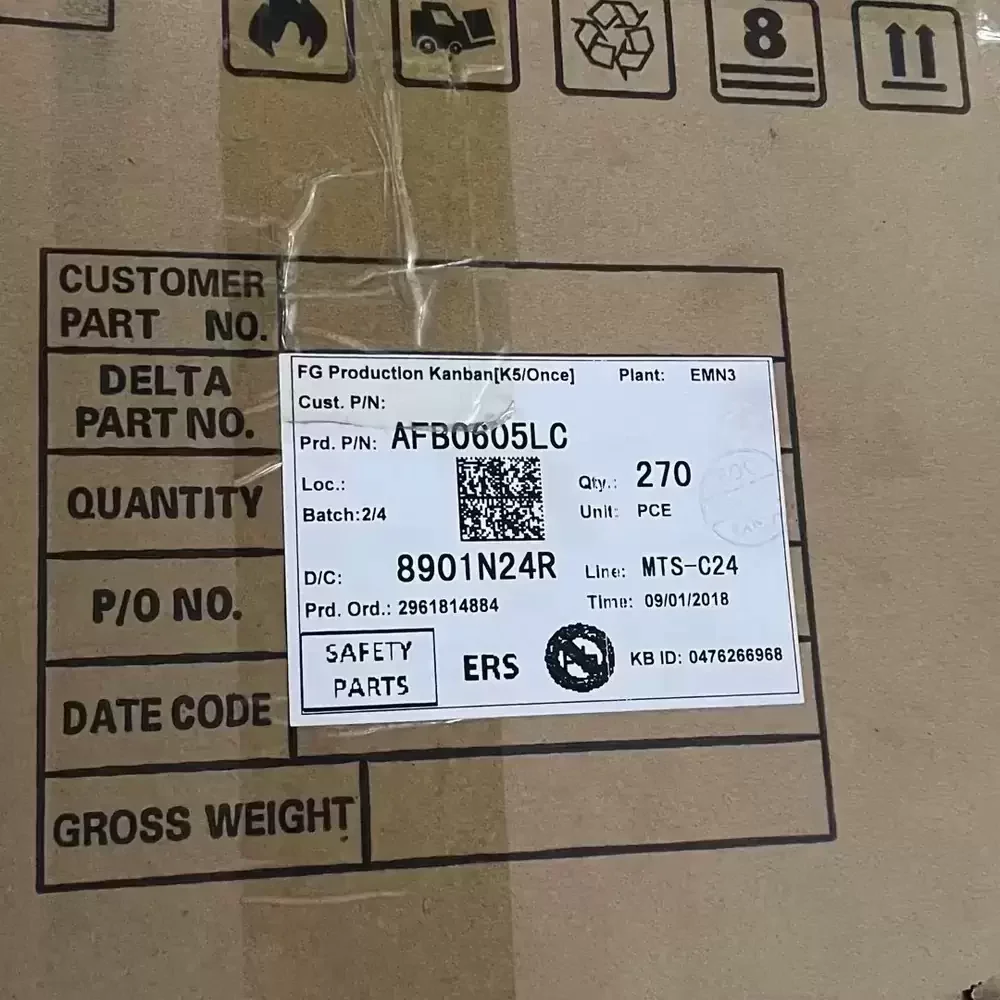 8
CUSTOMER
PART NO.
DELTA
PART NO.
QUANTITY
P/O NO.
DATE CODE
GROSS WEIGHT
FG Production Kanban[K5/Once] Plant: EMN3
Cust. P/N:
Prd. P/N: AFB0605LC
Loc.: Qty.: 270
Batch:2/4 Unit: PCE
D/C: 8901N24R Line: MTS-C24
Prd. Ord.: 2961814884 Time: 09/01/2018
SAFETY
PARTS
ERS KB ID: 0476266968